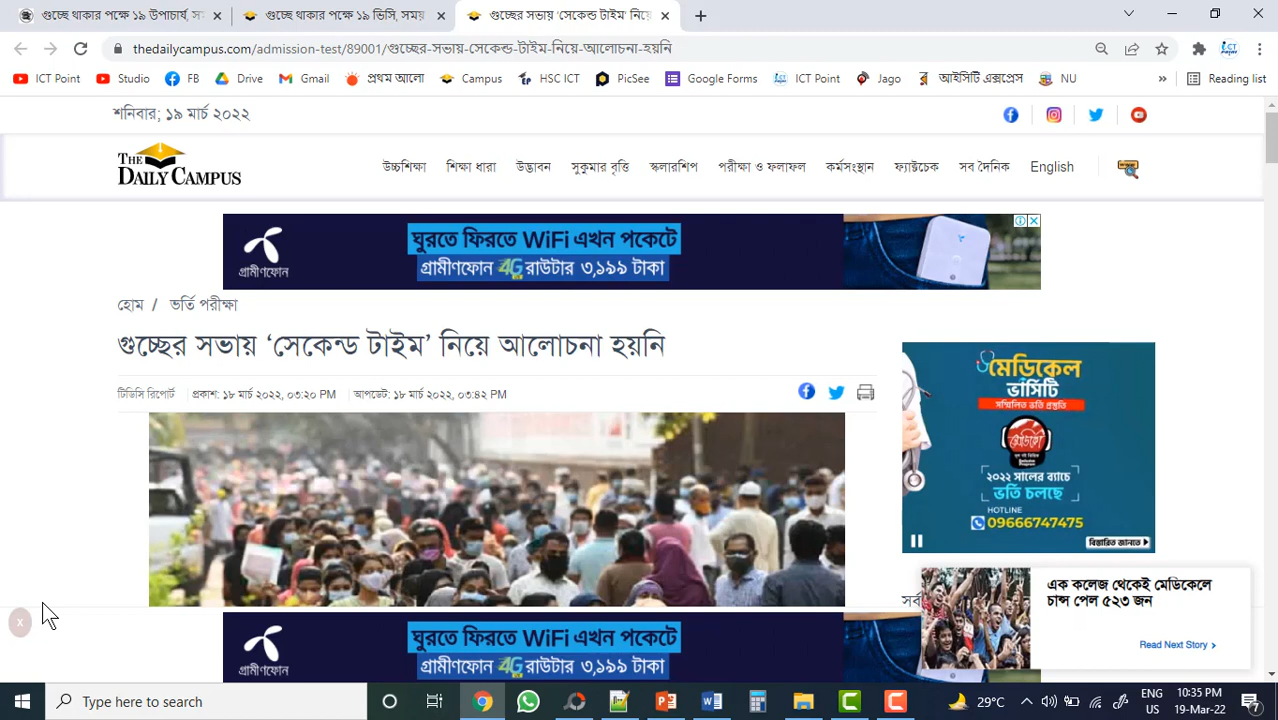 গুচ্ছে থাকার পক্ষে ১৯ উপাচার্য, স
গুচ্ছে থাকার পক্ষে ১৯ ভিসি, সময়
গুচ্ছের সভায় ‘সেকেন্ড টাইম’ নিয়ে
thedailycampus.com/admission-test/89001/গুচ্ছের-সভায়-সেকেন্ড-টাইম-নিয়ে-আলোচনা-হয়নি
ICT Point Studio FB Drive Gmail প্রথম আলো Campus HSC ICT PicSee Google Forms ICT Point Jago আইসিটি এক্সপ্রেস NU » Reading list
শনিবার; ১৯ মার্চ ২০২২
THE DAILY CAMPUS
উচ্চশিক্ষা শিক্ষা ধারা উদ্ভাবন সুকুমার বৃত্তি স্কলারশিপ পরীক্ষা ও ফলাফল কর্মসংস্থান ফ্যাক্টচেক সব দৈনিক English
গ্রামীণফোন
ঘুরতে ফিরতে WiFi এখন পকেটে
গ্রামীণফোন 4G রাউটার ৩,১৯৯ টাকা
হোম / ভর্তি পরীক্ষা
গুচ্ছের সভায় ‘সেকেন্ড টাইম’ নিয়ে আলোচনা হয়নি
টিডিসি রিপোর্ট প্রকাশ: ১৮ মার্চ ২০২২, ০৩:২০ PM আপডেট: ১৮ মার্চ ২০২২, ০৩:৪২ PM
মেডিকেল
ভার্সিটি
সম্মিলিত ভর্তি প্রস্তুতি
রেটিনা
২০২২ সালের ব্যাচে
ভর্তি চলছে
HOTLINE
09666747475
বিস্তারিত জানতে
সর্ব
এক কলেজ থেকেই মেডিকেলে
চান্স পেল ৫২৩ জন
Read Next Story >
x
গ্রামীণফোন
ঘুরতে ফিরতে WiFi এখন পকেটে
গ্রামীণফোন 4G রাউটার ৩,১৯৯ টাকা
Type here to search
29°C
ENG
US
10:35 PM
19-Mar-22
7